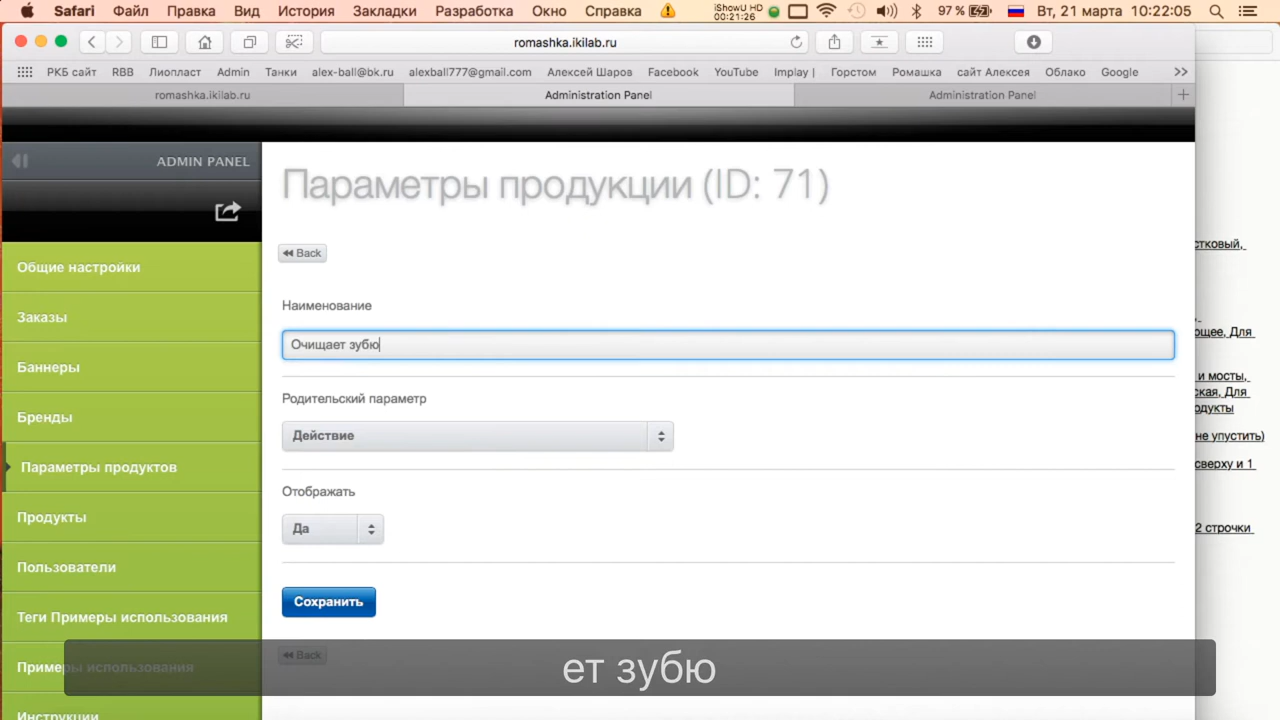 Safari Файл Правка Вид История Закладки Разработка Окно Справка iShowU HD 00:21:26 97 % Вт, 21 марта 10:22:05
romashka.ikilab.ru
РКБ сайт RBB Лиопласт Admin Танки alex-ball@bk.ru alexball777@gmail.com Алексей Шаров Facebook YouTube Implay | Горстом Ромашка сайт Алексея Облако Google >>
romashka.ikilab.ru Administration Panel Administration Panel +
ADMIN PANEL
Параметры продукции (ID: 71)
Back
Общие настройки
Заказы
Баннеры
Бренды
Параметры продуктов
Продукты
Пользователи
Теги Примеры использования
Примеры использования
Инструкции
Наименование
Очищает зубю
Родительский параметр
Действие
Отображать
Да
Сохранить
Back
ет зубю
стковый,
ощее, Для
и мосты,
ская, Для
одукты
не упустить)
сверху и 1
2 строчки